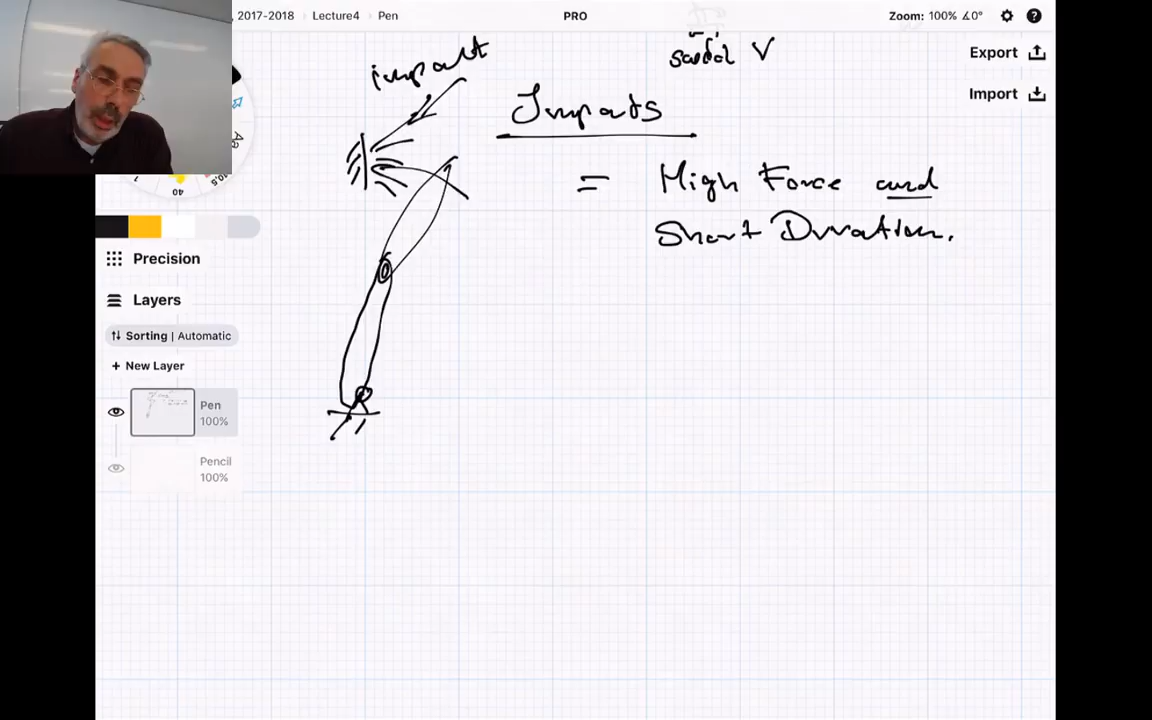 , 2017-2018 | Lecture4 | Pen
PRO
Zoom: 100% ∡0°
Export
Import
impact
V
Impacts
= High Force and
Short Duration.
40
Precision
Layers
Sorting | Automatic
+ New Layer
Pen
100%
Pencil
100%